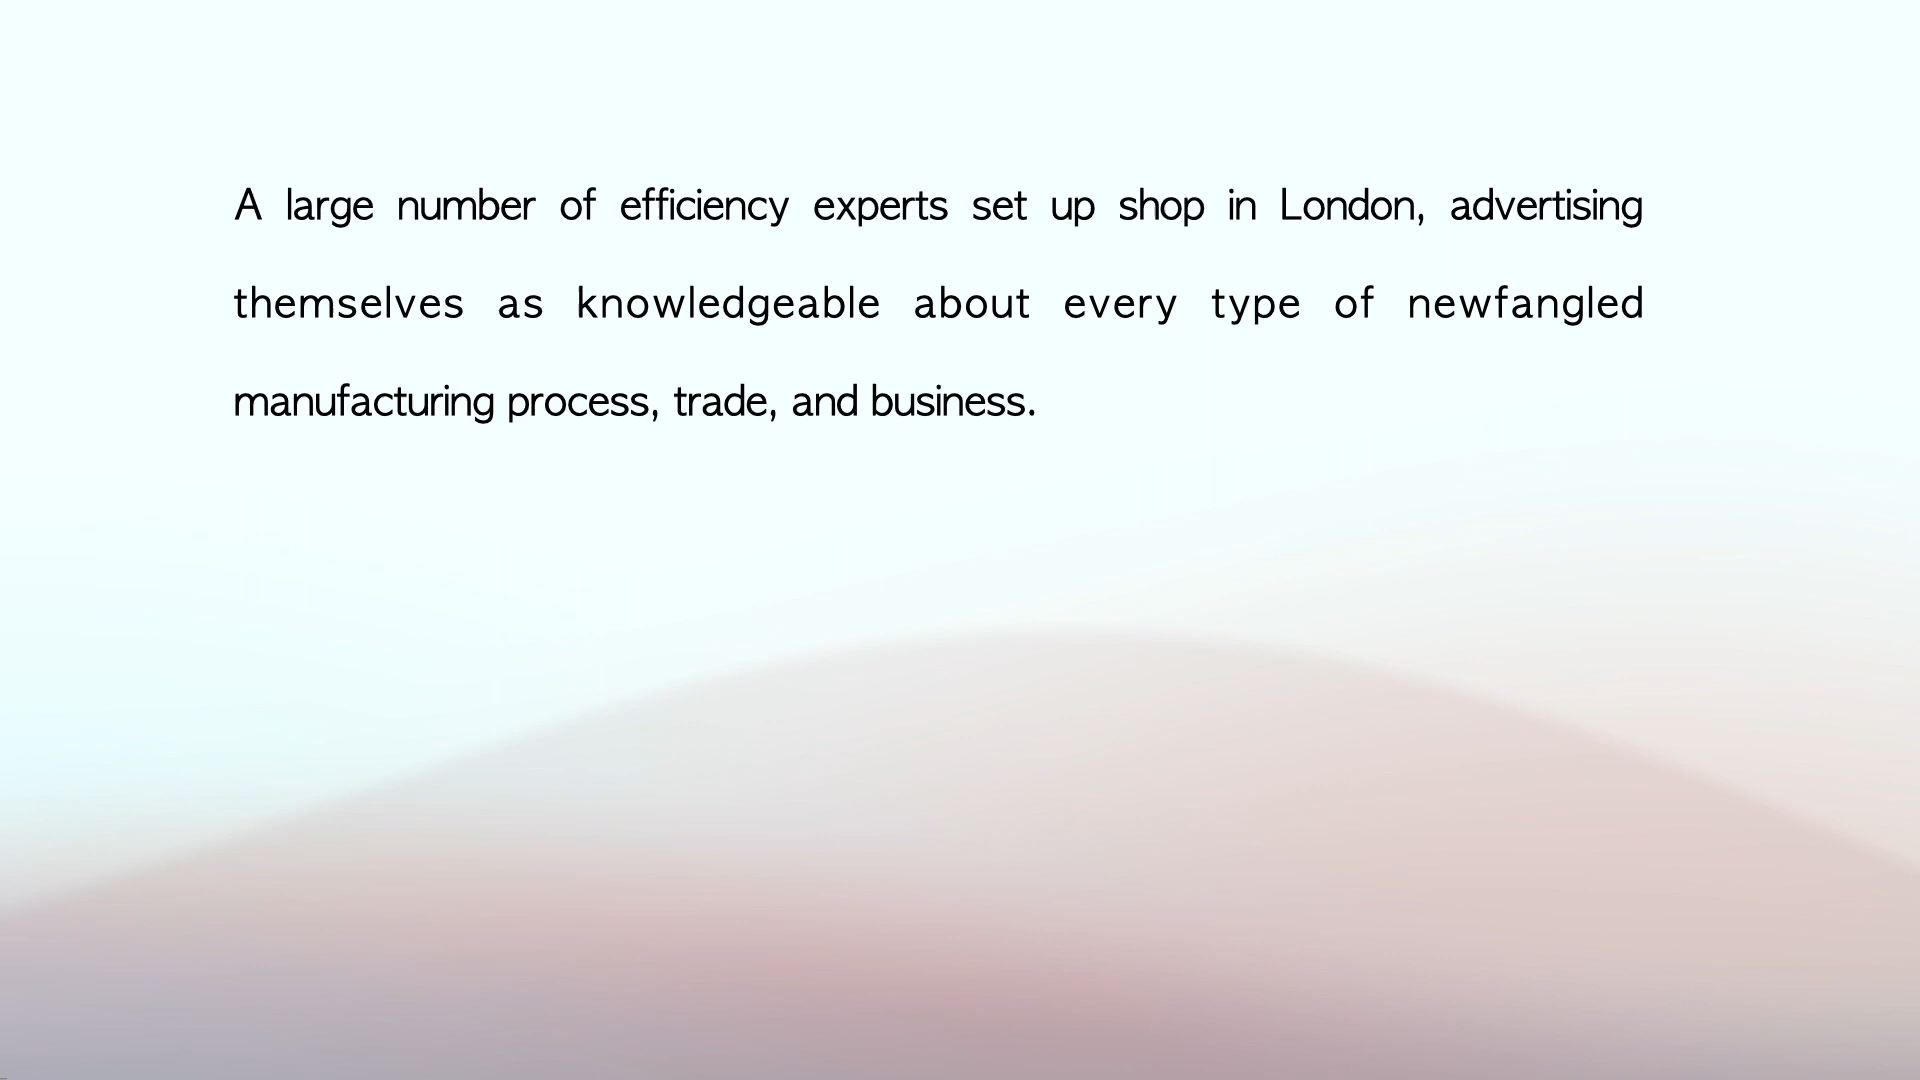 A large number of efficiency experts set up shop in London, advertising
themselves as knowledgeable about every type of newfangled
manufacturing process, trade, and business.